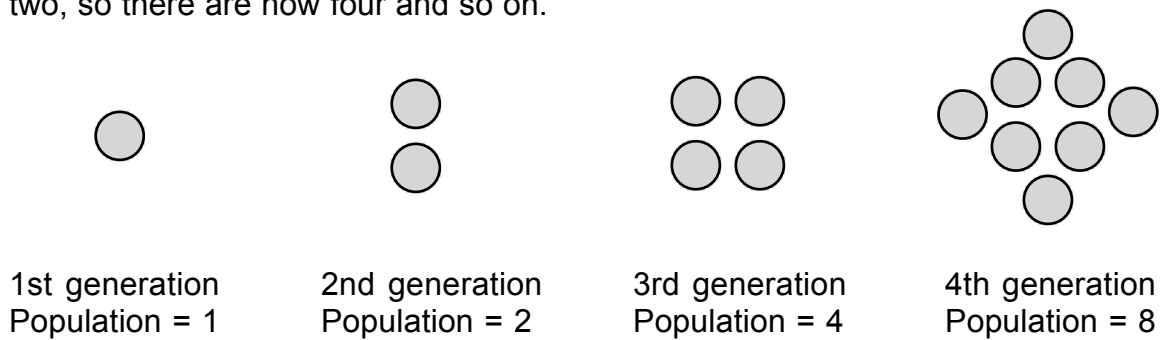 two, so there are now four and so on.
1st generation
Population = 1
2nd generation
Population = 2
3rd generation
Population = 4
4th generation
Population = 8